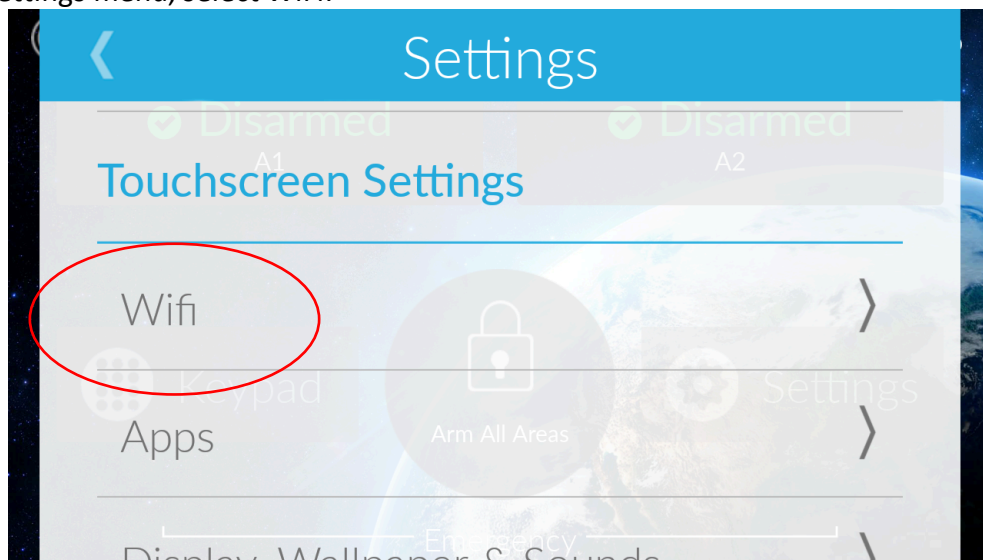 Settings menu, select WiFi.
Settings
Disarmed Disarmed
A1 A2
Touchscreen Settings
Wifi
Keypad Settings
Apps
Arm All Areas
Emergency
Display, Wallpaper & Sounds